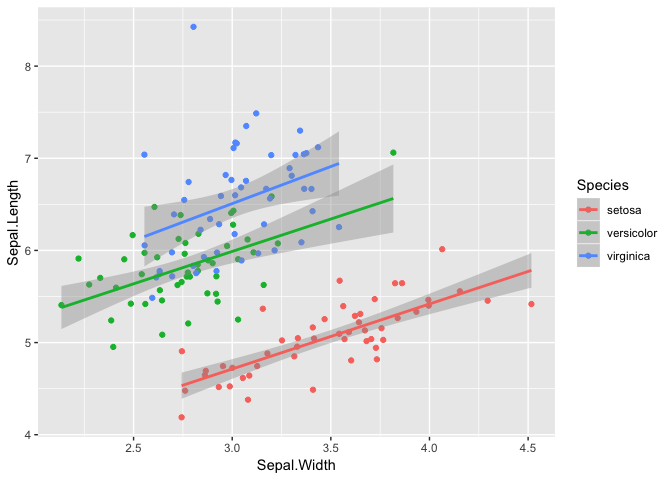 8
7
6
5
4
Sepal.Length
2.5 3.0 3.5 4.0 4.5
Sepal.Width
Species
setosa
versicolor
virginica